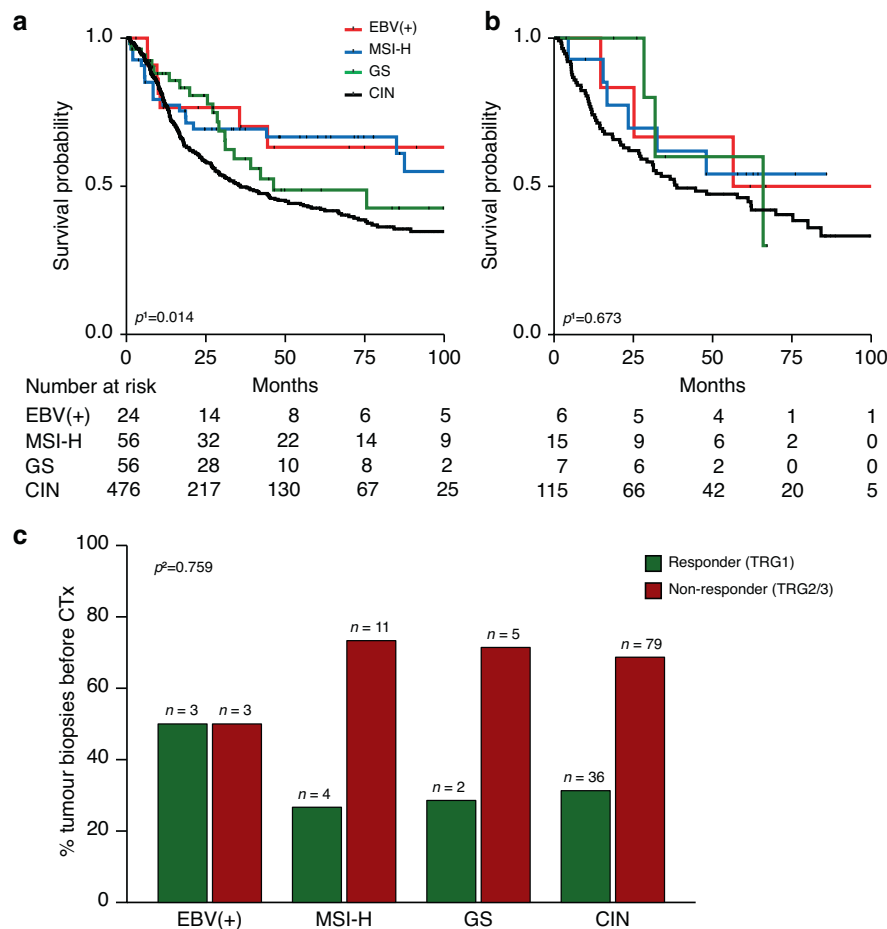 a
b
1.0
0.5
0.0
Survival probability
EBV(+)
MSI-H
GS
CIN
p¹=0.014
0
25
50
75
100
Months
1.0
0.5
0.0
Survival probability
p¹=0.673
0
25
50
75
100
Months
Number at risk
EBV(+) 24 14 8 6 5 6 5 4 1 1
MSI-H 56 32 22 14 9 15 9 6 2 0
GS 56 28 10 8 2 7 6 2 0 0
CIN 476 217 130 67 25 115 66 42 20 5
c
100
80
60
40
20
0
% tumour biopsies before CTx
p²=0.759
Responder (TRG1)
Non-responder (TRG2/3)
n = 3
n = 3
n = 4
n = 11
n = 2
n = 5
n = 36
n = 79
EBV(+)
MSI-H
GS
CIN